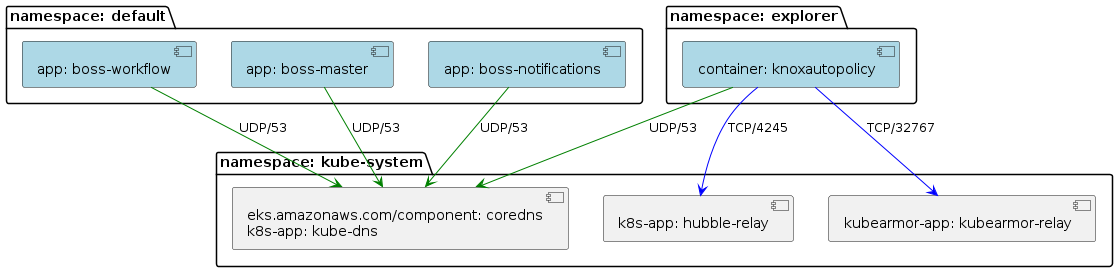 namespace: default
namespace: explorer
app: boss-workflow
app: boss-master
app: boss-notifications
container: knoxautopolicy
UDP/53
UDP/53
UDP/53
UDP/53
TCP/4245
TCP/32767
namespace: kube-system
eks.amazonaws.com/component: coredns
k8s-app: kube-dns
k8s-app: hubble-relay
kubearmor-app: kubearmor-relay